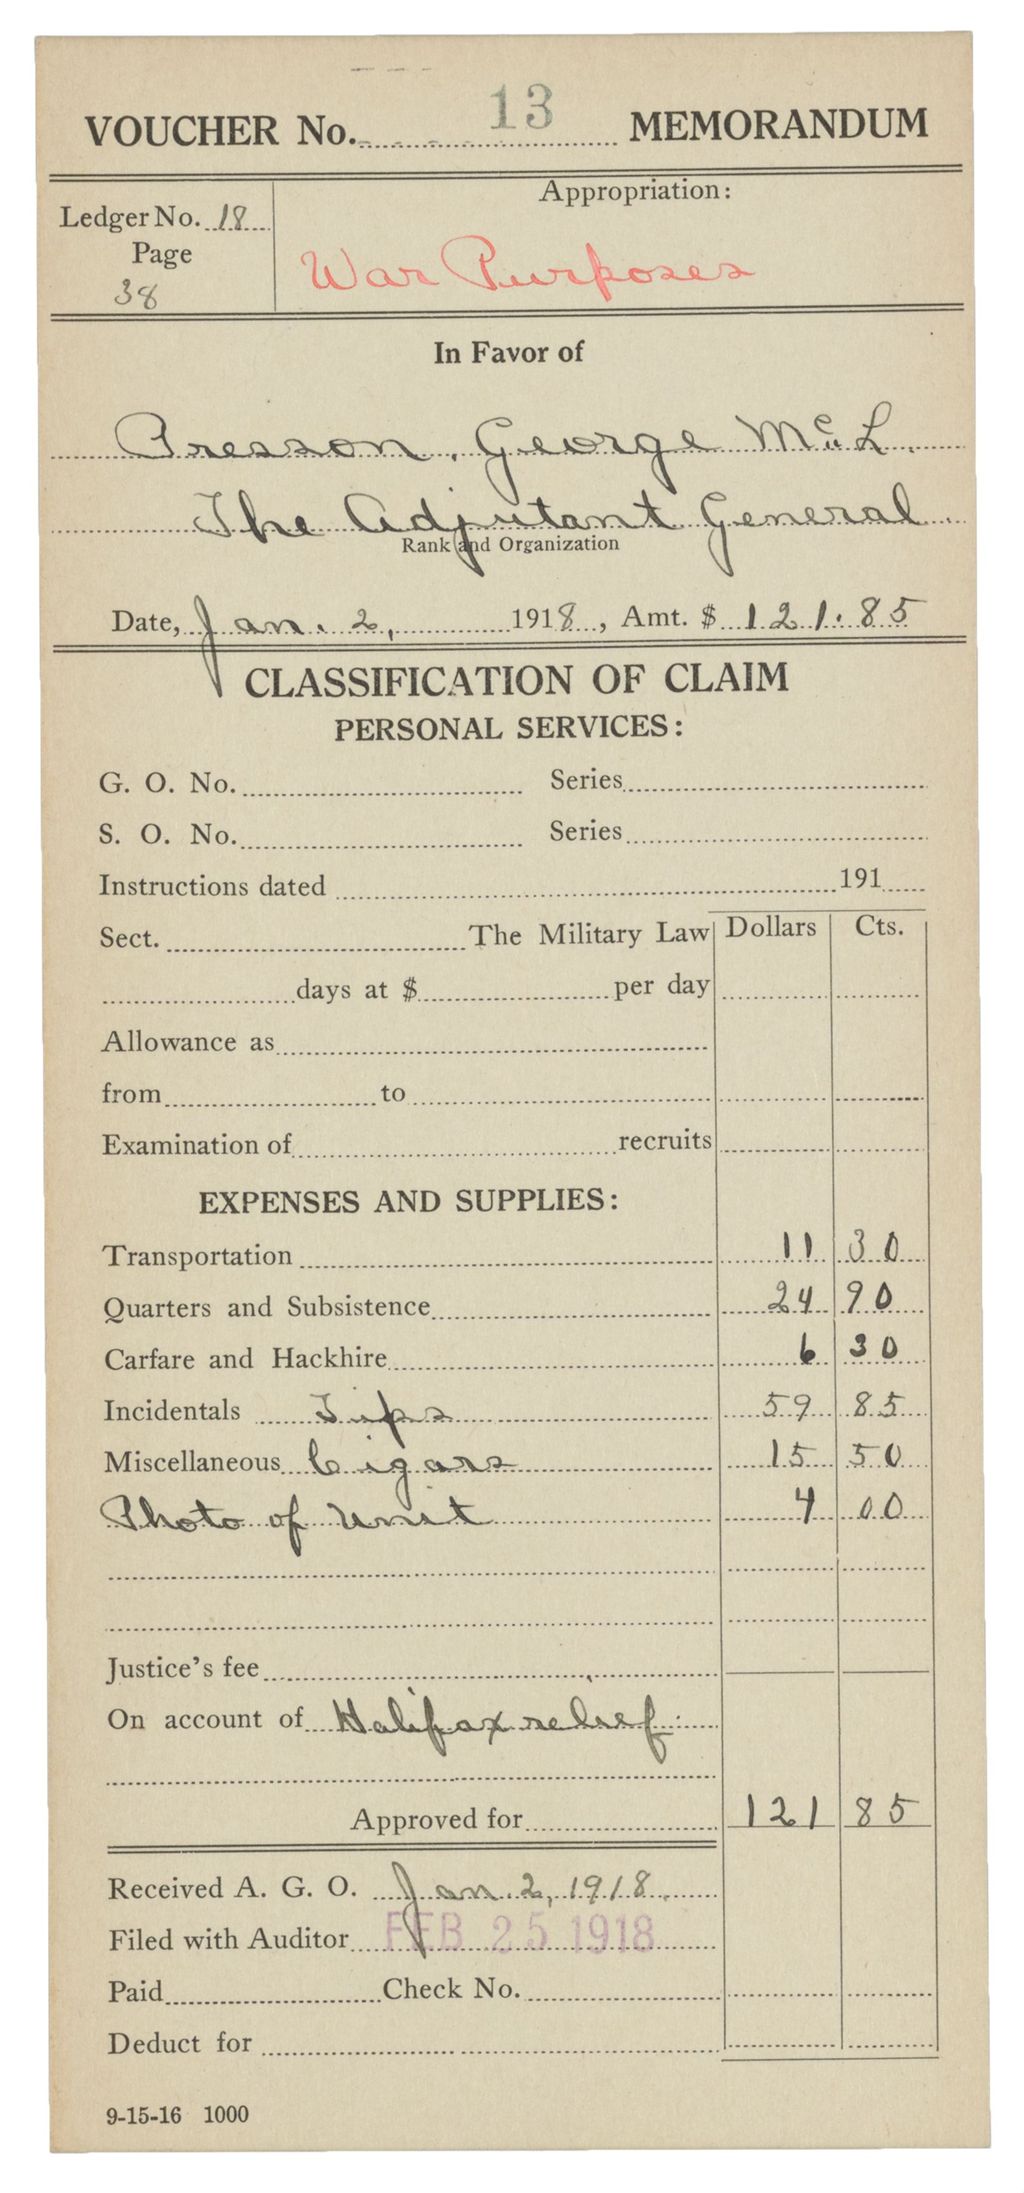 VOUCHER No. 13 MEMORANDUM
Appropriation:
Ledger No. 18
Page
38
War Purposes
In Favor of
Presson, George McL.
The Adjutant General
Rank and Organization
Date, Jan. 2, 1918, Amt. $ 121.85
CLASSIFICATION OF CLAIM
PERSONAL SERVICES:
G. O. No. Series
S. O. No. Series
Instructions dated 191
Sect. The Military Law Dollars Cts.
days at $ per day
Allowance as
from to
Examination of recruits
EXPENSES AND SUPPLIES:
Transportation 11 30
Quarters and Subsistence 24 90
Carfare and Hackhire 6 30
Incidentals Tips 59 85
Miscellaneous Cigars 15 50
Photo of Unit 4 00
Justice's fee
On account of Halifax relief.
Approved for 121 85
Received A. G. O. Jan. 2, 1918.
Filed with Auditor FEB 25 1918
Paid Check No.
Deduct for
9-15-16 1000